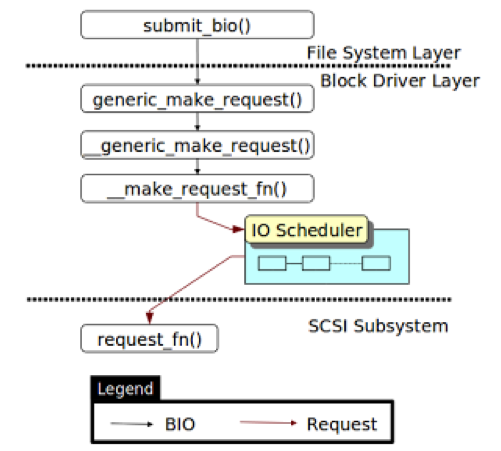 submit_bio()
File System Layer
Block Driver Layer
generic_make_request()
__generic_make_request()
__make_request_fn()
IO Scheduler
SCSI Subsystem
request_fn()
Legend
BIO
Request